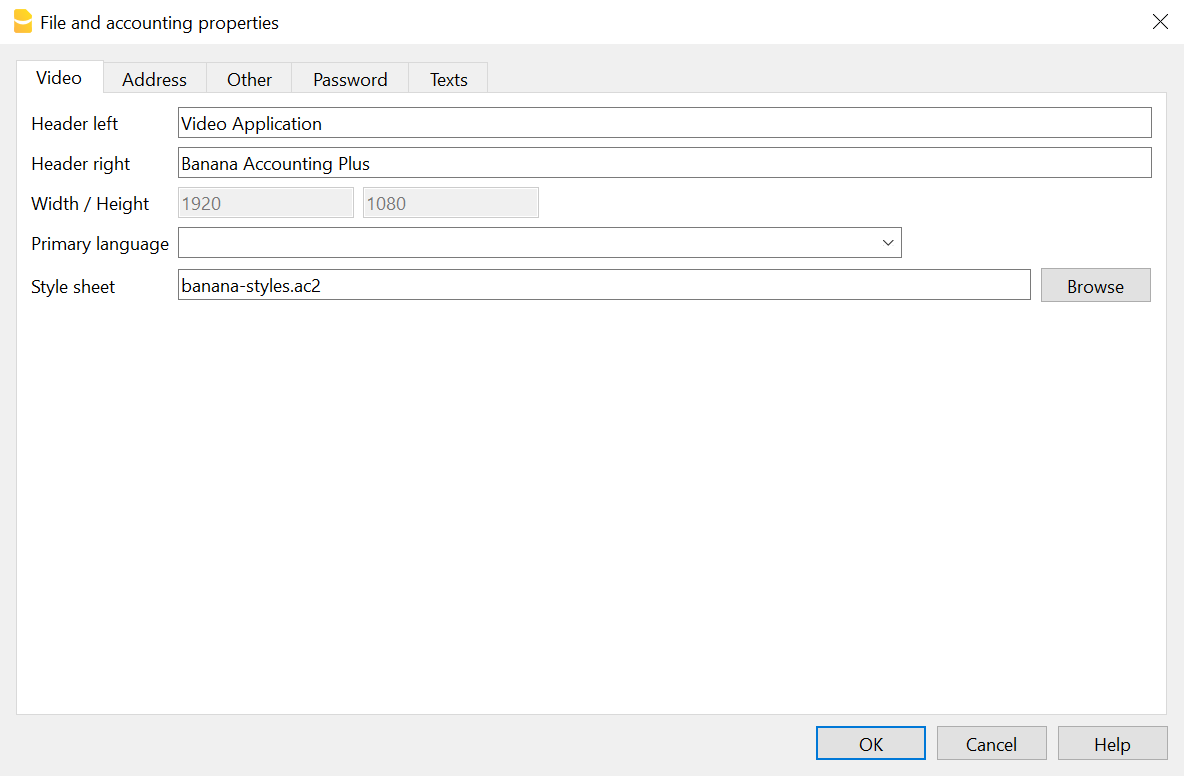 File and accounting properties
Video Address Other Password Texts
Header left Video Application
Header right Banana Accounting Plus
Width / Height 1920 1080
Primary language
Style sheet banana-styles.ac2 Browse
OK Cancel Help